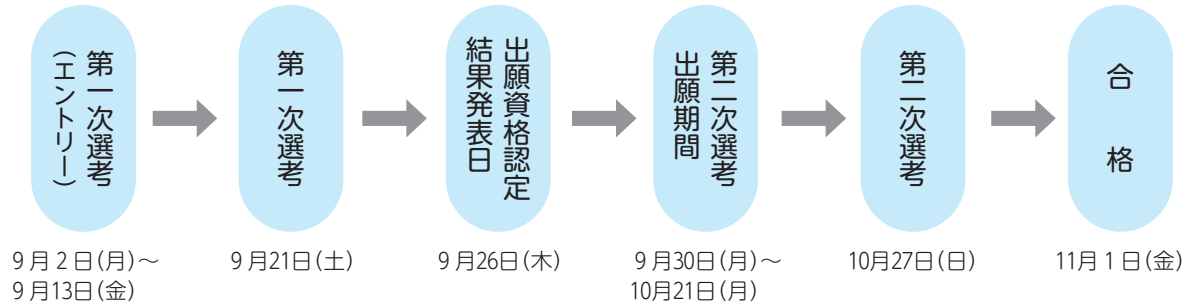 第一次選考
（エントリー）
第一次選考
出願資格認定
結果発表日
第二次選考
出願期間
第二次選考
合格
9月2日(月)～
9月13日(金)
9月21日(土)
9月26日(木)
9月30日(月)～
10月21日(月)
10月27日(日)
11月1日(金)